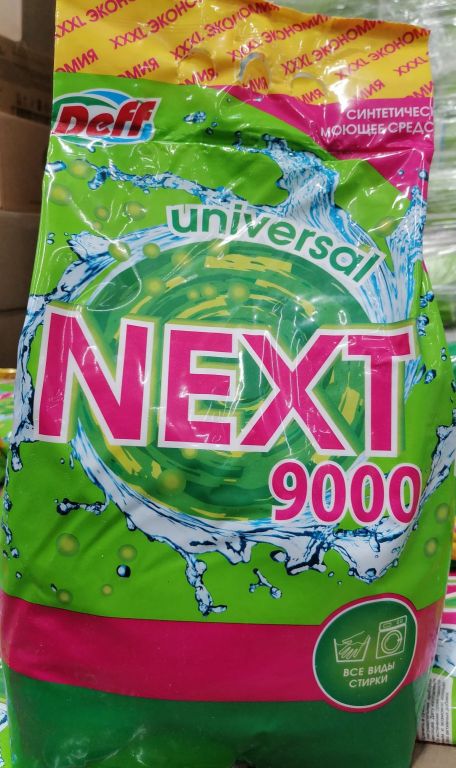 XXXL ЭКОНОМИЯ
Deff
СИНТЕТИЧЕС
МОЮЩЕЕ СРЕДС
universal
NEXT
9000
ВСЕ ВИДЫ
СТИРКИ